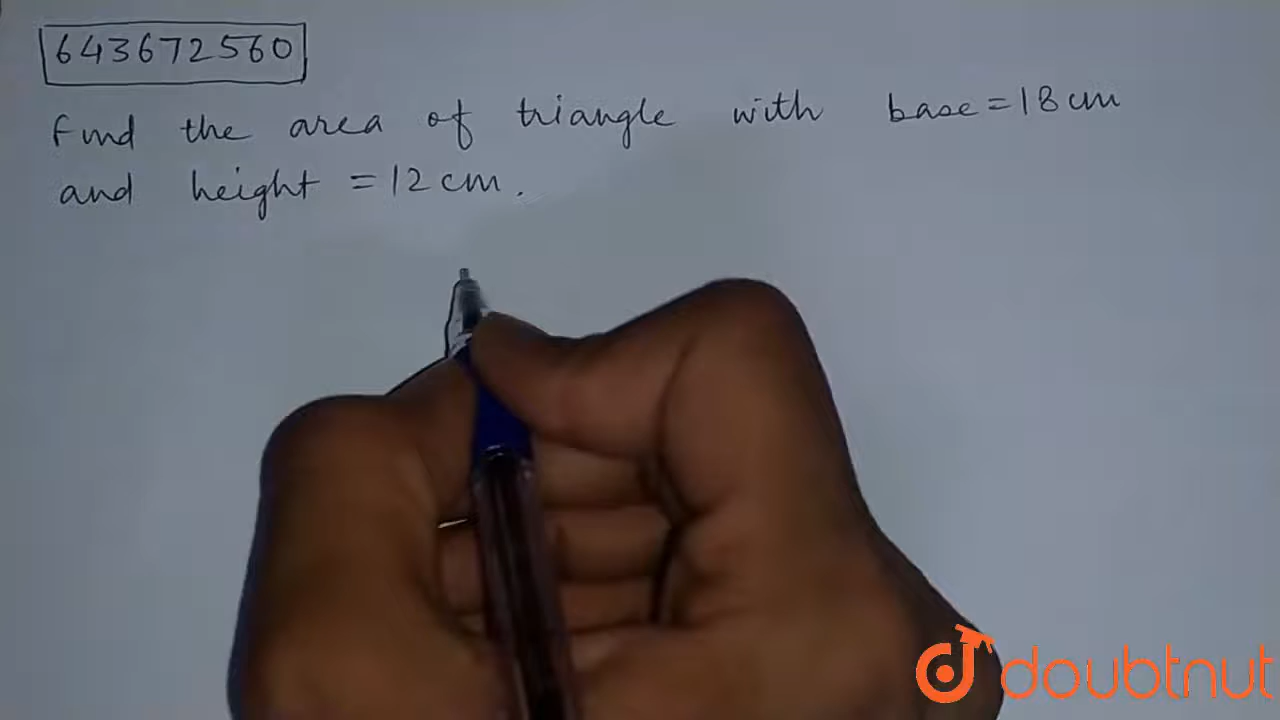 643672560
Find the area of triangle with base = 18 cm
and height = 12 cm.
doubtnut